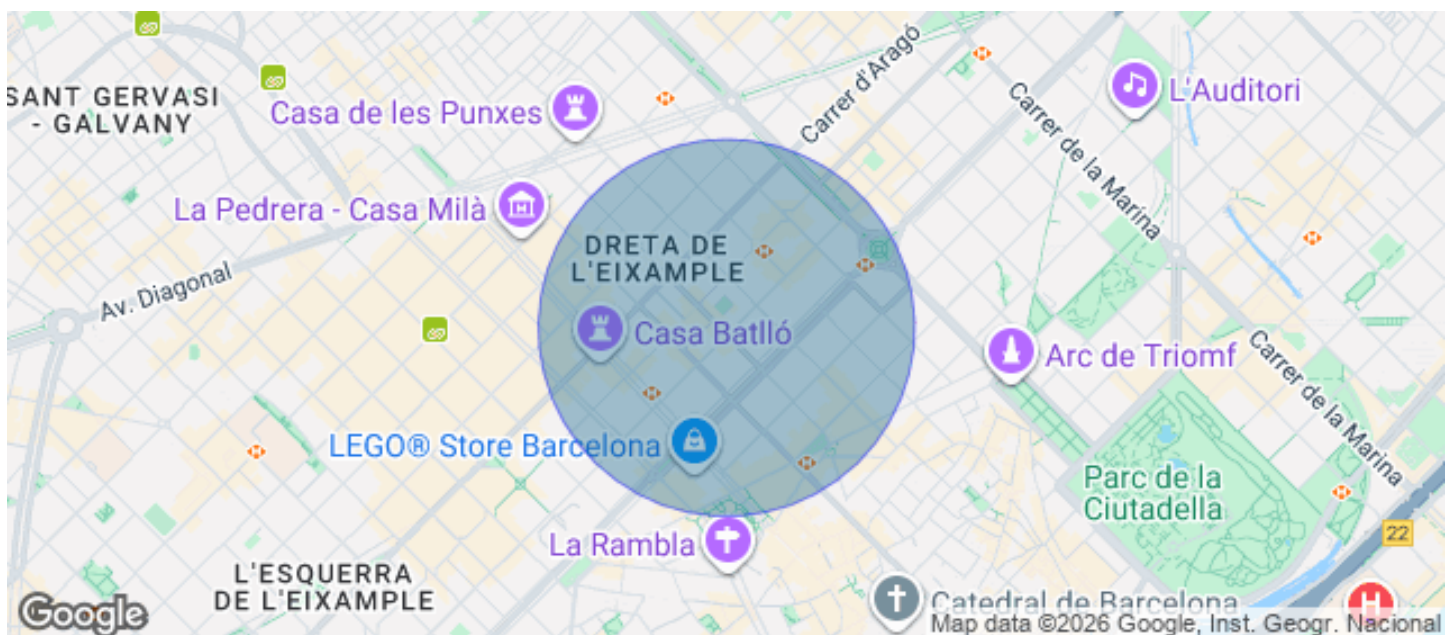 SANT GERVASI
- GALVANY
Casa de les Punxes
Carrer d'Aragó
L'Auditori
Carrer de la Marina
La Pedrera - Casa Milà
DRETA DE
L'EIXAMPLE
Av. Diagonal
Casa Batlló
Arc de Triomf
Carrer de la Marina
LEGO® Store Barcelona
Parc de la
Ciutadella
22
La Rambla
L'ESQUERRA
DE L'EIXAMPLE
Catedral de Barcelona
H
Google
Map data ©2026 Google, Inst. Geogr. Nacional